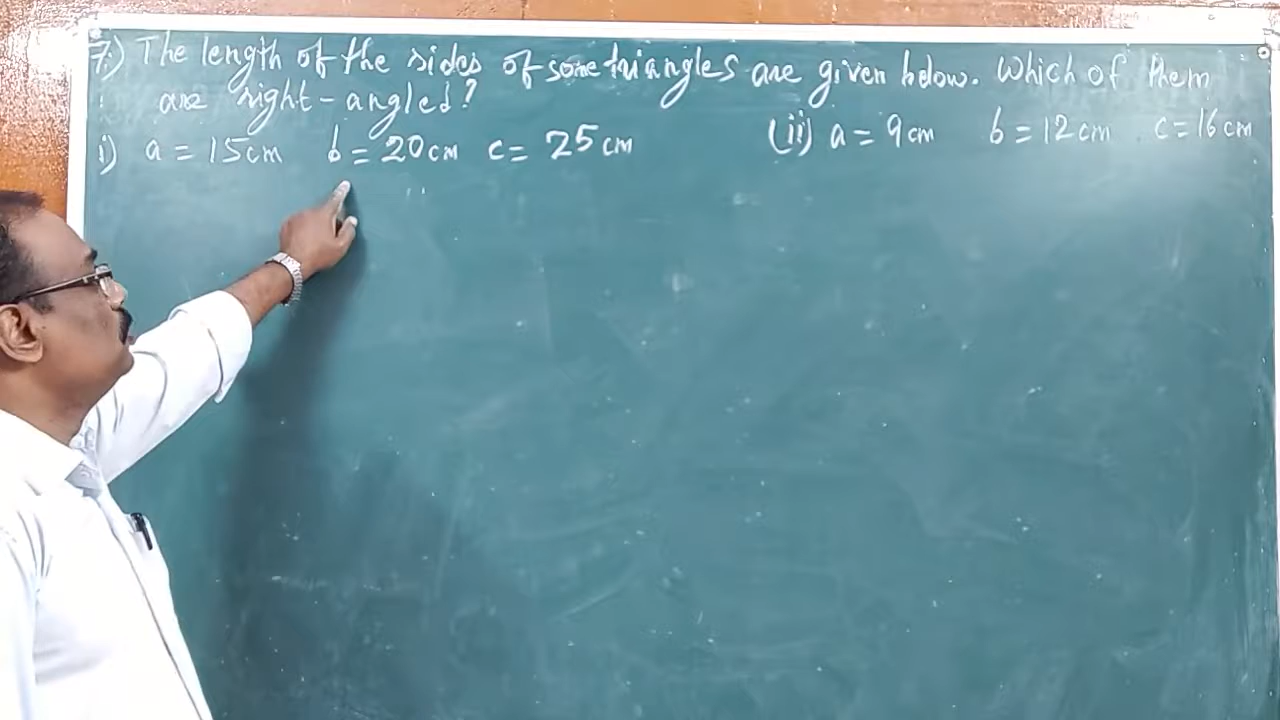 7.) The length of the sides of some triangles are given below. Which of them
are right-angled?
i) a = 15cm b = 20cm c = 25cm (ii) a = 9cm b = 12cm c = 16cm